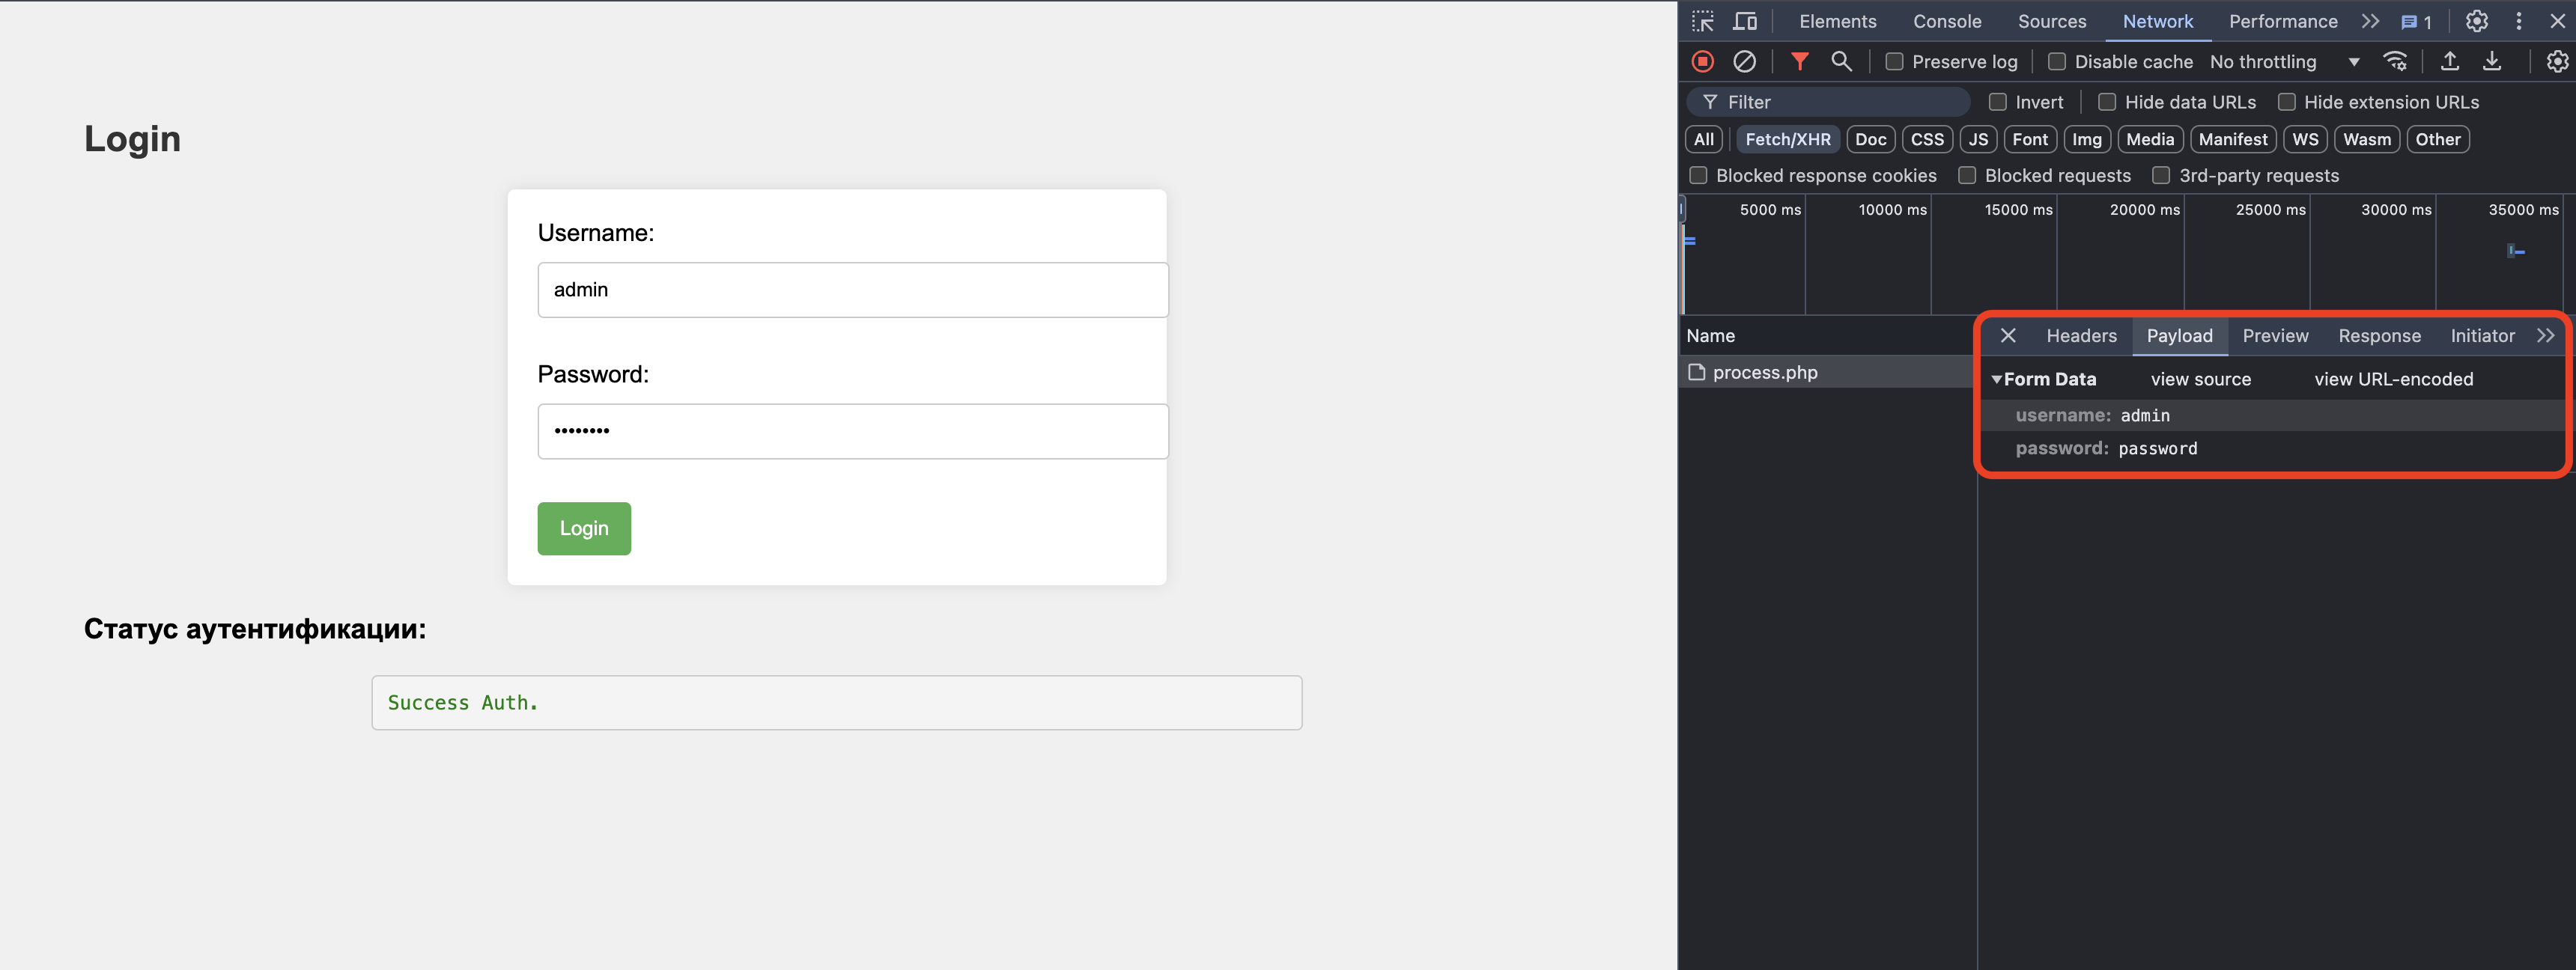 Login
Username:
admin
Password:
••••••••
Login
Статус аутентификации:
Success Auth.
Elements Console Sources Network Performance 1
Preserve log Disable cache No throttling
Filter Invert Hide data URLs Hide extension URLs
All Fetch/XHR Doc CSS JS Font Img Media Manifest WS Wasm Other
Blocked response cookies Blocked requests 3rd-party requests
5000 ms 10000 ms 15000 ms 20000 ms 25000 ms 30000 ms 35000 ms
Name
process.php
Headers Payload Preview Response Initiator
Form Data view source view URL-encoded
username: admin
password: password